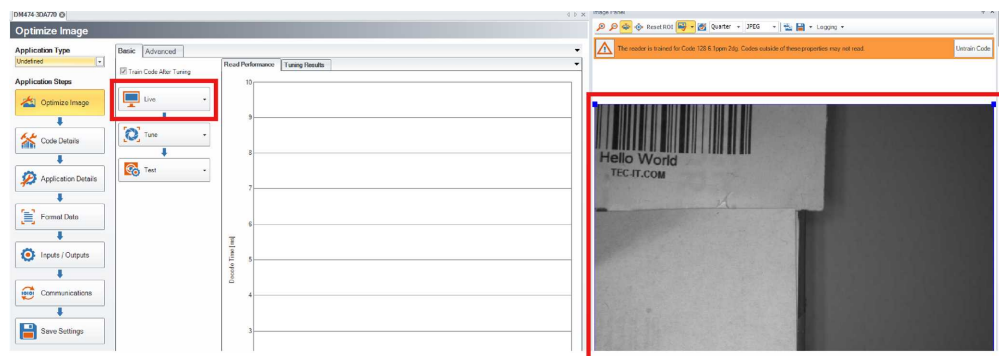 DM474-3DA770
Optimize Image
Application Type
Undefined
Application Steps
Optimize Image
Code Details
Application Details
Format Data
Inputs / Outputs
Communications
Save Settings
Basic Advanced
Train Code After Tuning
Live
Tune
Test
Read Performance Tuning Results
10
9
8
7
6
5
4
3
Decode Time [ms]
Image Panel
Reset ROI Quarter JPEG Logging
The reader is trained for Code 128 6.1ppm 2dg. Codes outside of these properties may not read.
Untrain Code
Hello World
TEC-IT.COM